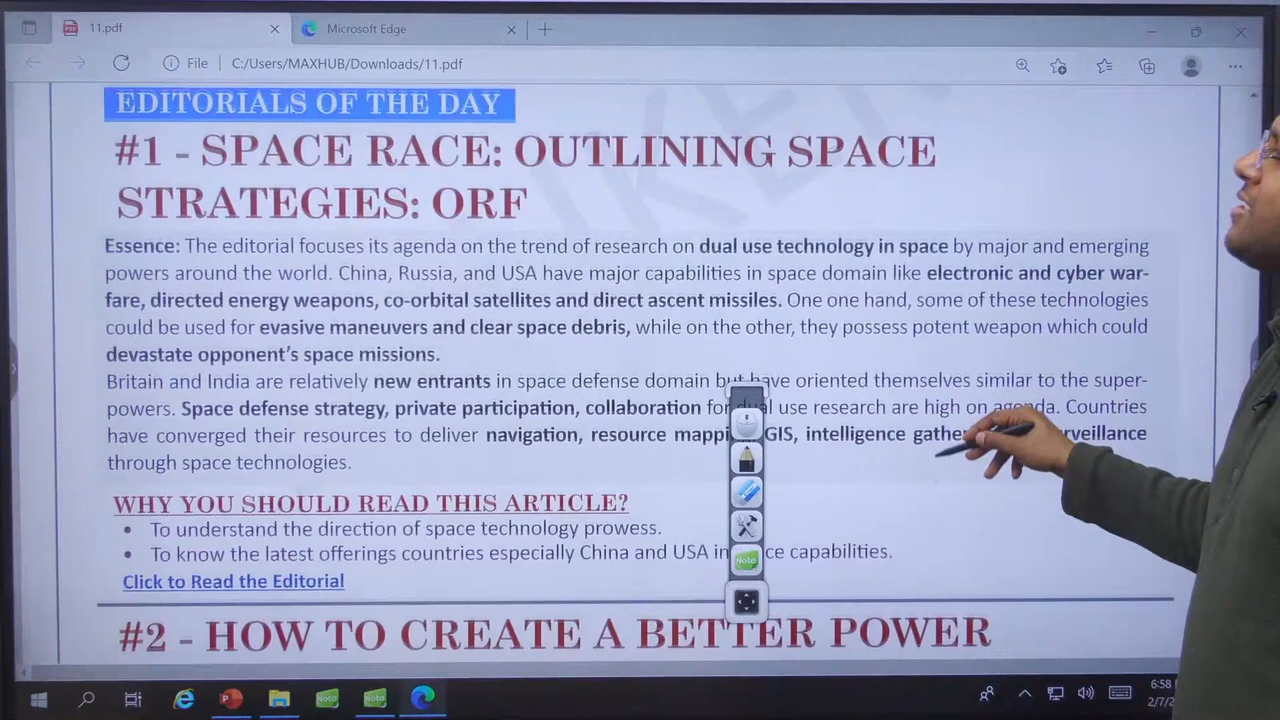 11.pdf
Microsoft Edge
File
C:/Users/MAXHUB/Downloads/11.pdf
EDITORIALS OF THE DAY
#1 - SPACE RACE: OUTLINING SPACE
STRATEGIES: ORF
Essence: The editorial focuses its agenda on the trend of research on dual use technology in space by major and emerging
powers around the world. China, Russia, and USA have major capabilities in space domain like electronic and cyber war-
fare, directed energy weapons, co-orbital satellites and direct ascent missiles. One one hand, some of these technologies
could be used for evasive maneuvers and clear space debris, while on the other, they possess potent weapon which could
devastate opponent's space missions.
Britain and India are relatively new entrants in space defense domain but have oriented themselves similar to the super-
powers. Space defense strategy, private participation, collaboration for dual use research are high on agenda. Countries
have converged their resources to deliver navigation, resource GIS, intelligence
through space technologies.
WHY YOU SHOULD READ THIS ARTICLE?
• To understand the direction of space technology prowess.
• To know the latest offerings countries especially China and USA in capabilities.
Click to Read the Editorial
#2 - HOW TO CREATE A BETTER POWER
Note
Note
Note
6:58